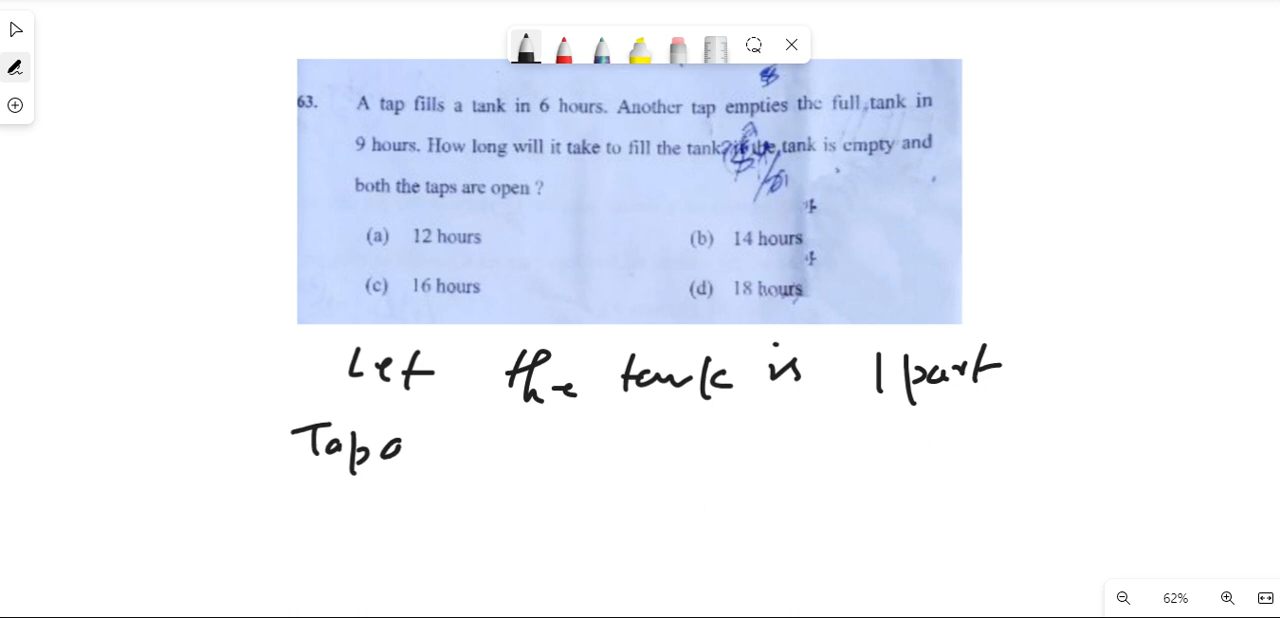 63. A tap fills a tank in 6 hours. Another tap empties the full tank in
9 hours. How long will it take to fill the tank? if the tank is empty and
both the taps are open ?
(a) 12 hours (b) 14 hours
(c) 16 hours (d) 18 hours
Let the tank is 1 part
Tapo
62%